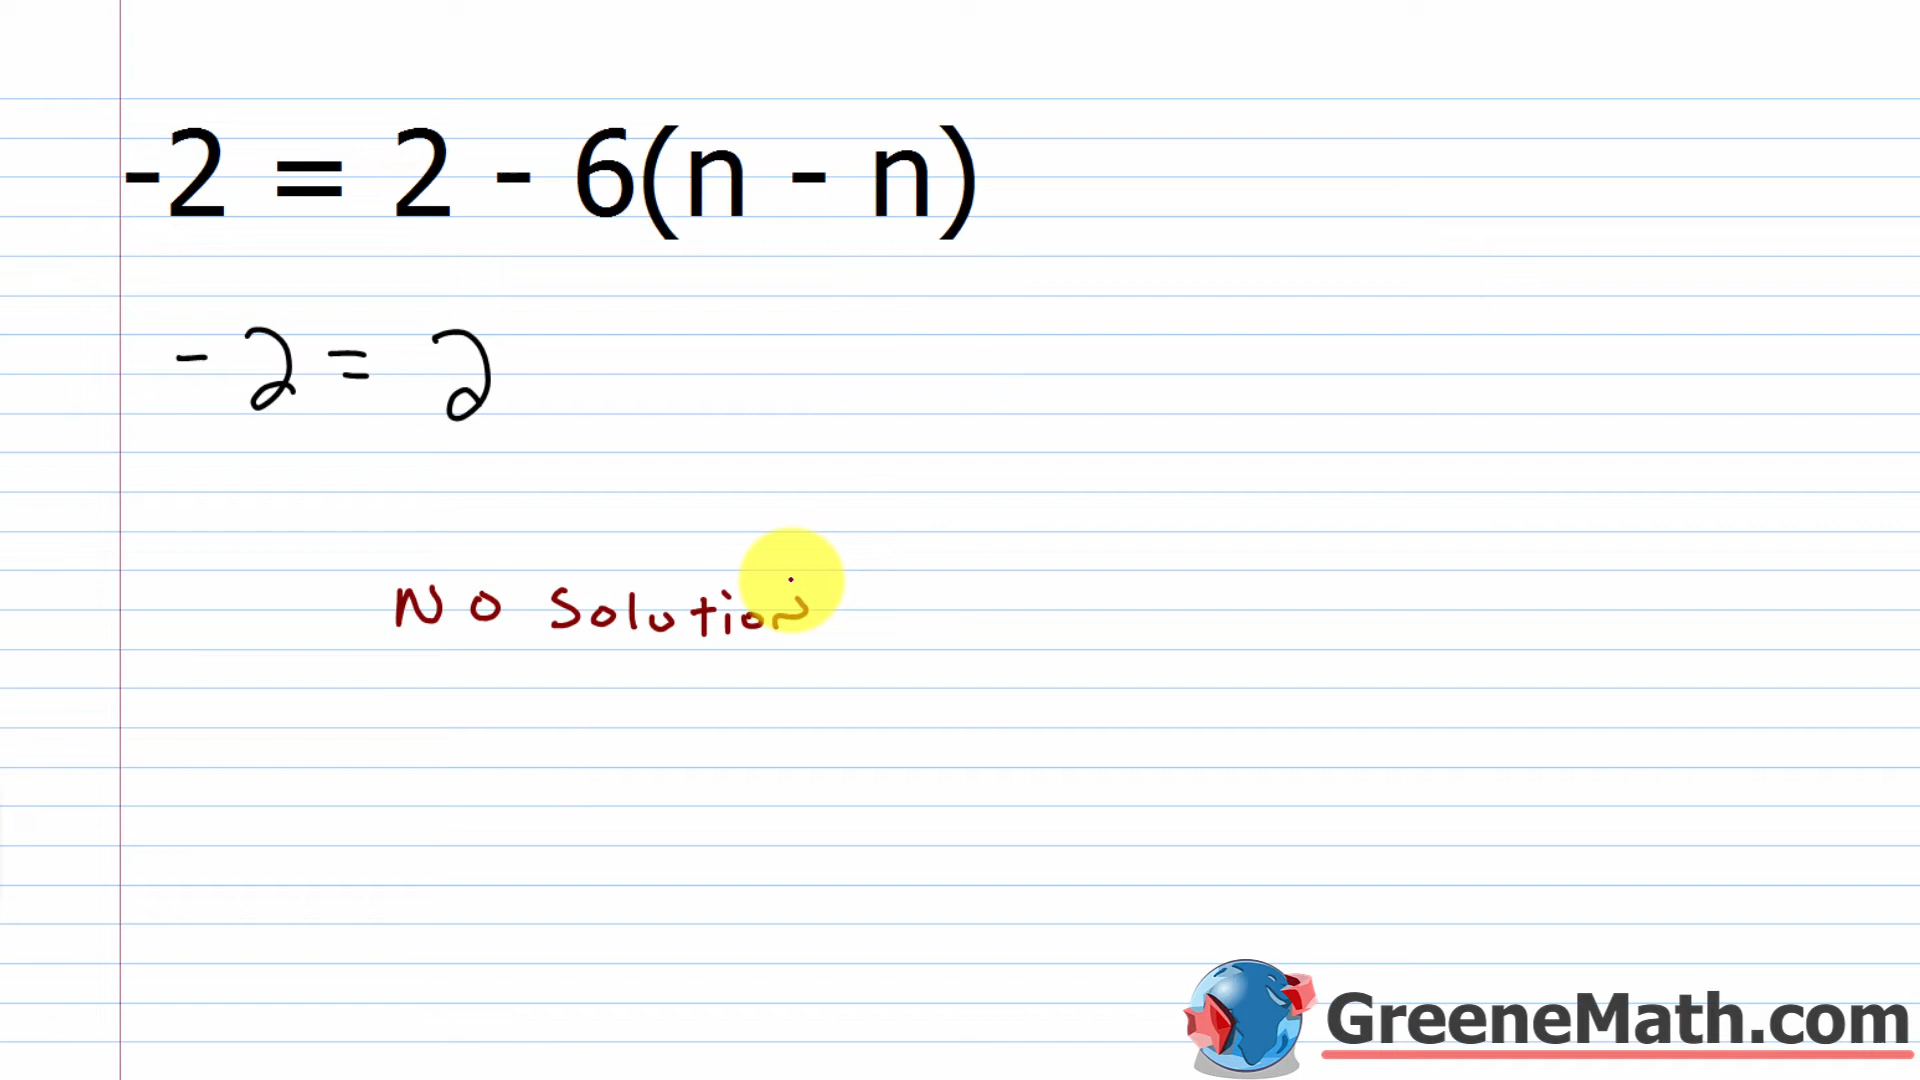 -2 = 2 - 6(n - n)
-2 = 2
No Solution
GreeneMath.com